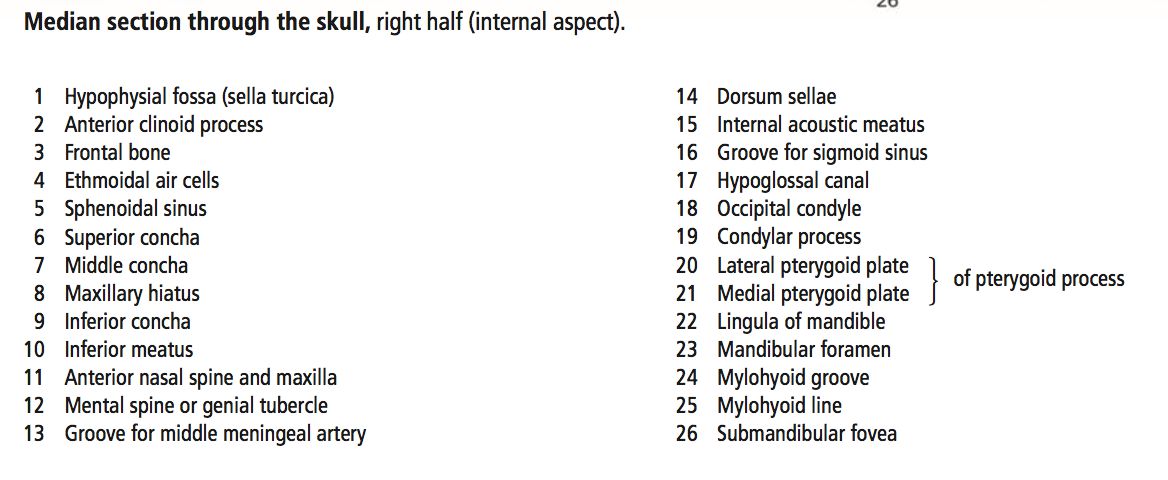 26
Median section through the skull, right half (internal aspect).
1 Hypophysial fossa (sella turcica)
2 Anterior clinoid process
3 Frontal bone
4 Ethmoidal air cells
5 Sphenoidal sinus
6 Superior concha
7 Middle concha
8 Maxillary hiatus
9 Inferior concha
10 Inferior meatus
11 Anterior nasal spine and maxilla
12 Mental spine or genial tubercle
13 Groove for middle meningeal artery
14 Dorsum sellae
15 Internal acoustic meatus
16 Groove for sigmoid sinus
17 Hypoglossal canal
18 Occipital condyle
19 Condylar process
20 Lateral pterygoid plate
21 Medial pterygoid plate
of pterygoid process
22 Lingula of mandible
23 Mandibular foramen
24 Mylohyoid groove
25 Mylohyoid line
26 Submandibular fovea